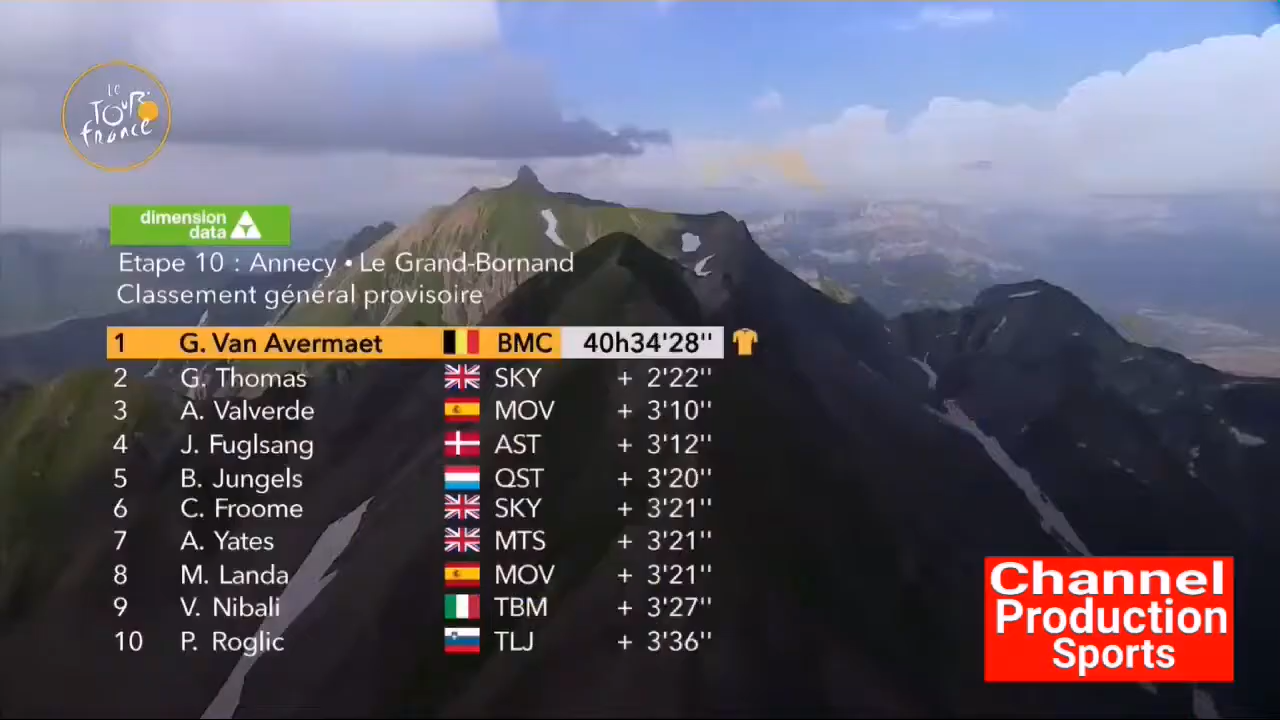 LE
TOUR
de
france
dimension
data
Etape 10 : Annecy • Le Grand-Bornand
Classement général provisoire
1 G. Van Avermaet BMC 40h34'28''
2 G. Thomas SKY + 2'22''
3 A. Valverde MOV + 3'10''
4 J. Fuglsang AST + 3'12''
5 B. Jungels QST + 3'20''
6 C. Froome SKY + 3'21''
7 A. Yates MTS + 3'21''
8 M. Landa MOV + 3'21''
9 V. Nibali TBM + 3'27''
10 P. Roglic TLJ + 3'36''
Channel
Production
Sports